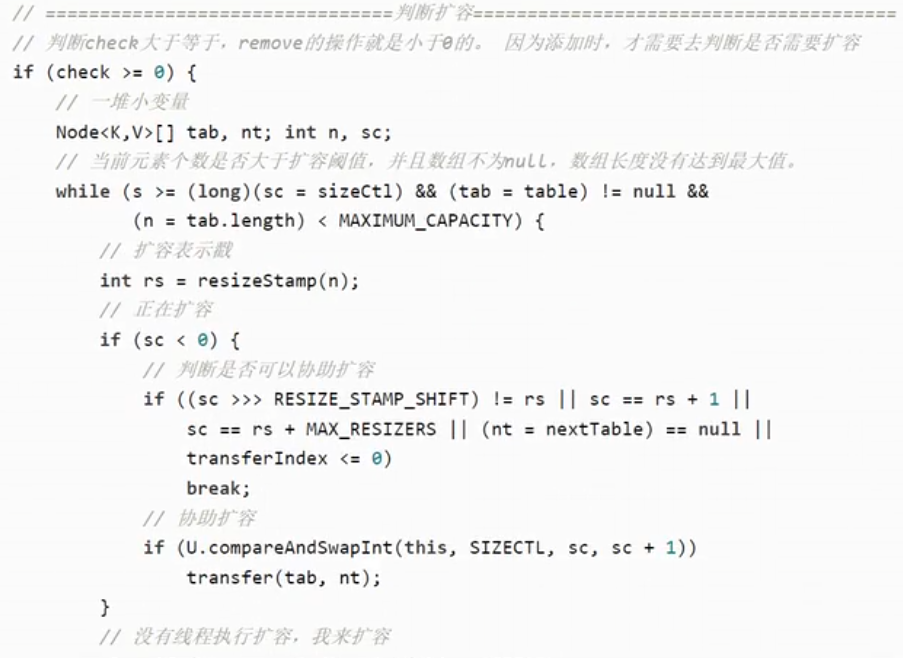 // ================================判断扩容=======================================
// 判断check大于等于，remove的操作就是小于0的。 因为添加时，才需要去判断是否需要扩容
if (check >= 0) {
    // 一堆小变量
    Node<K,V>[] tab, nt; int n, sc;
    // 当前元素个数是否大于扩容阈值，并且数组不为null，数组长度没有达到最大值。
    while (s >= (long)(sc = sizeCtl) && (tab = table) != null &&
           (n = tab.length) < MAXIMUM_CAPACITY) {
        // 扩容表示戳
        int rs = resizeStamp(n);
        // 正在扩容
        if (sc < 0) {
            // 判断是否可以协助扩容
            if ((sc >>> RESIZE_STAMP_SHIFT) != rs || sc == rs + 1 ||
                sc == rs + MAX_RESIZERS || (nt = nextTable) == null ||
                transferIndex <= 0)
                break;
            // 协助扩容
            if (U.compareAndSwapInt(this, SIZECTL, sc, sc + 1))
                transfer(tab, nt);
        }
        // 没有线程执行扩容，我来扩容